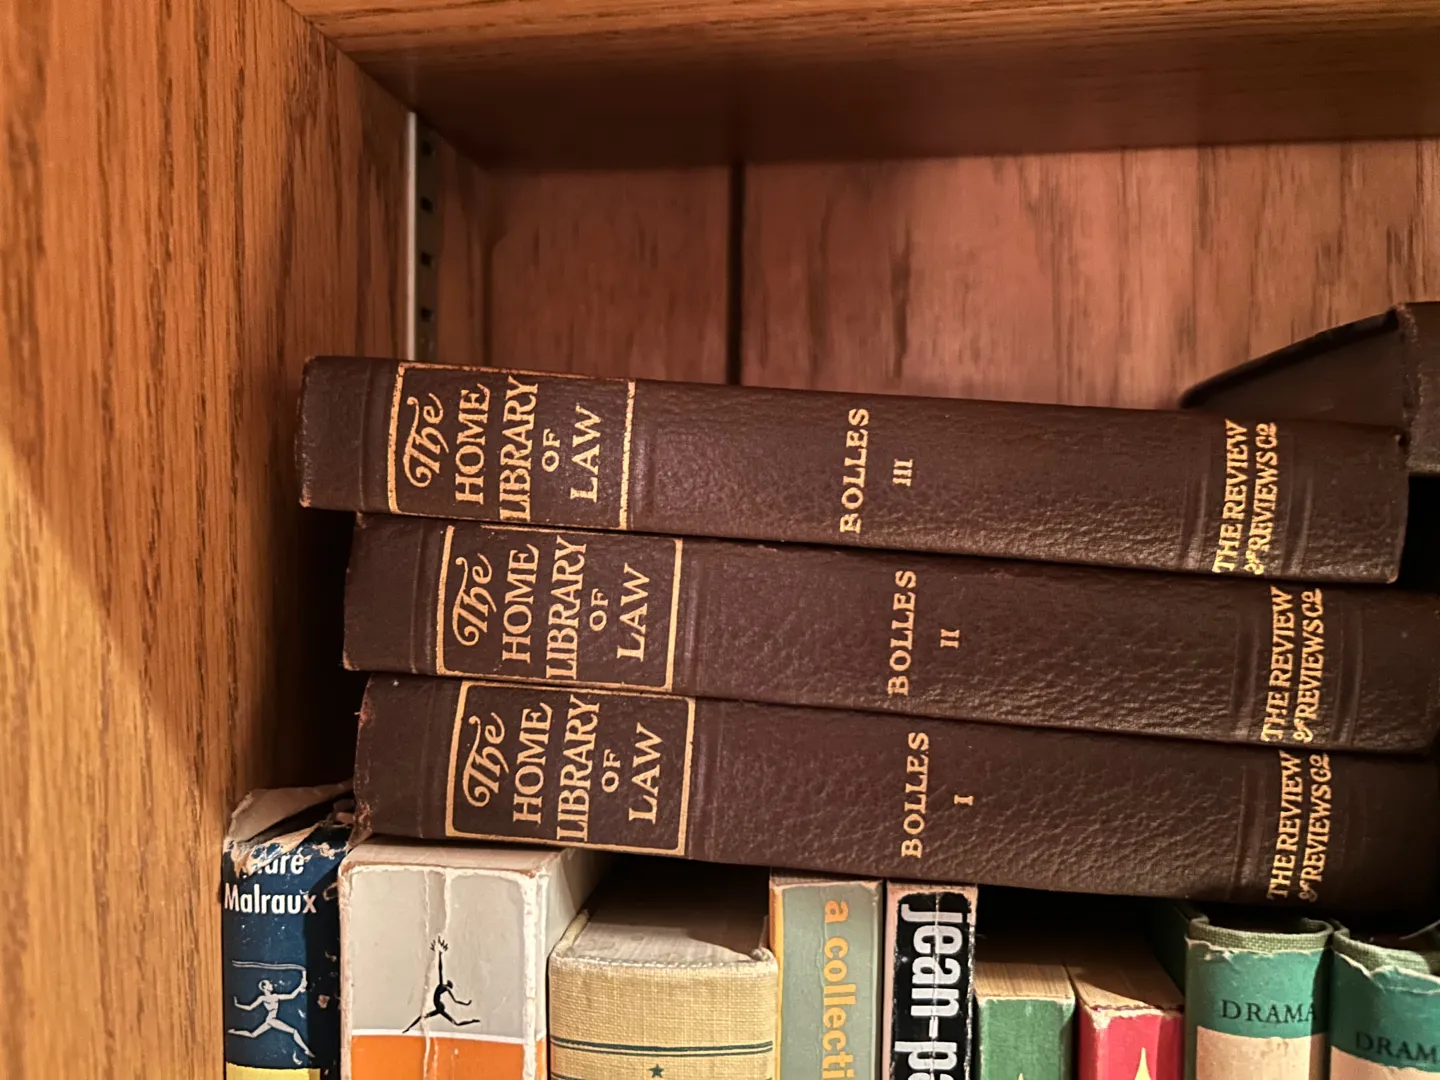 The
HOME
LIBRARY
OF
LAW
BOLLES
III
THE REVIEW
OF REVIEWS CO
The
HOME
LIBRARY
OF
LAW
BOLLES
II
THE REVIEW
OF REVIEWS CO
The
HOME
LIBRARY
OF
LAW
BOLLES
I
THE REVIEW
OF REVIEWS CO
Malraux
a collecti
jean-p
DRAMA
DRAM